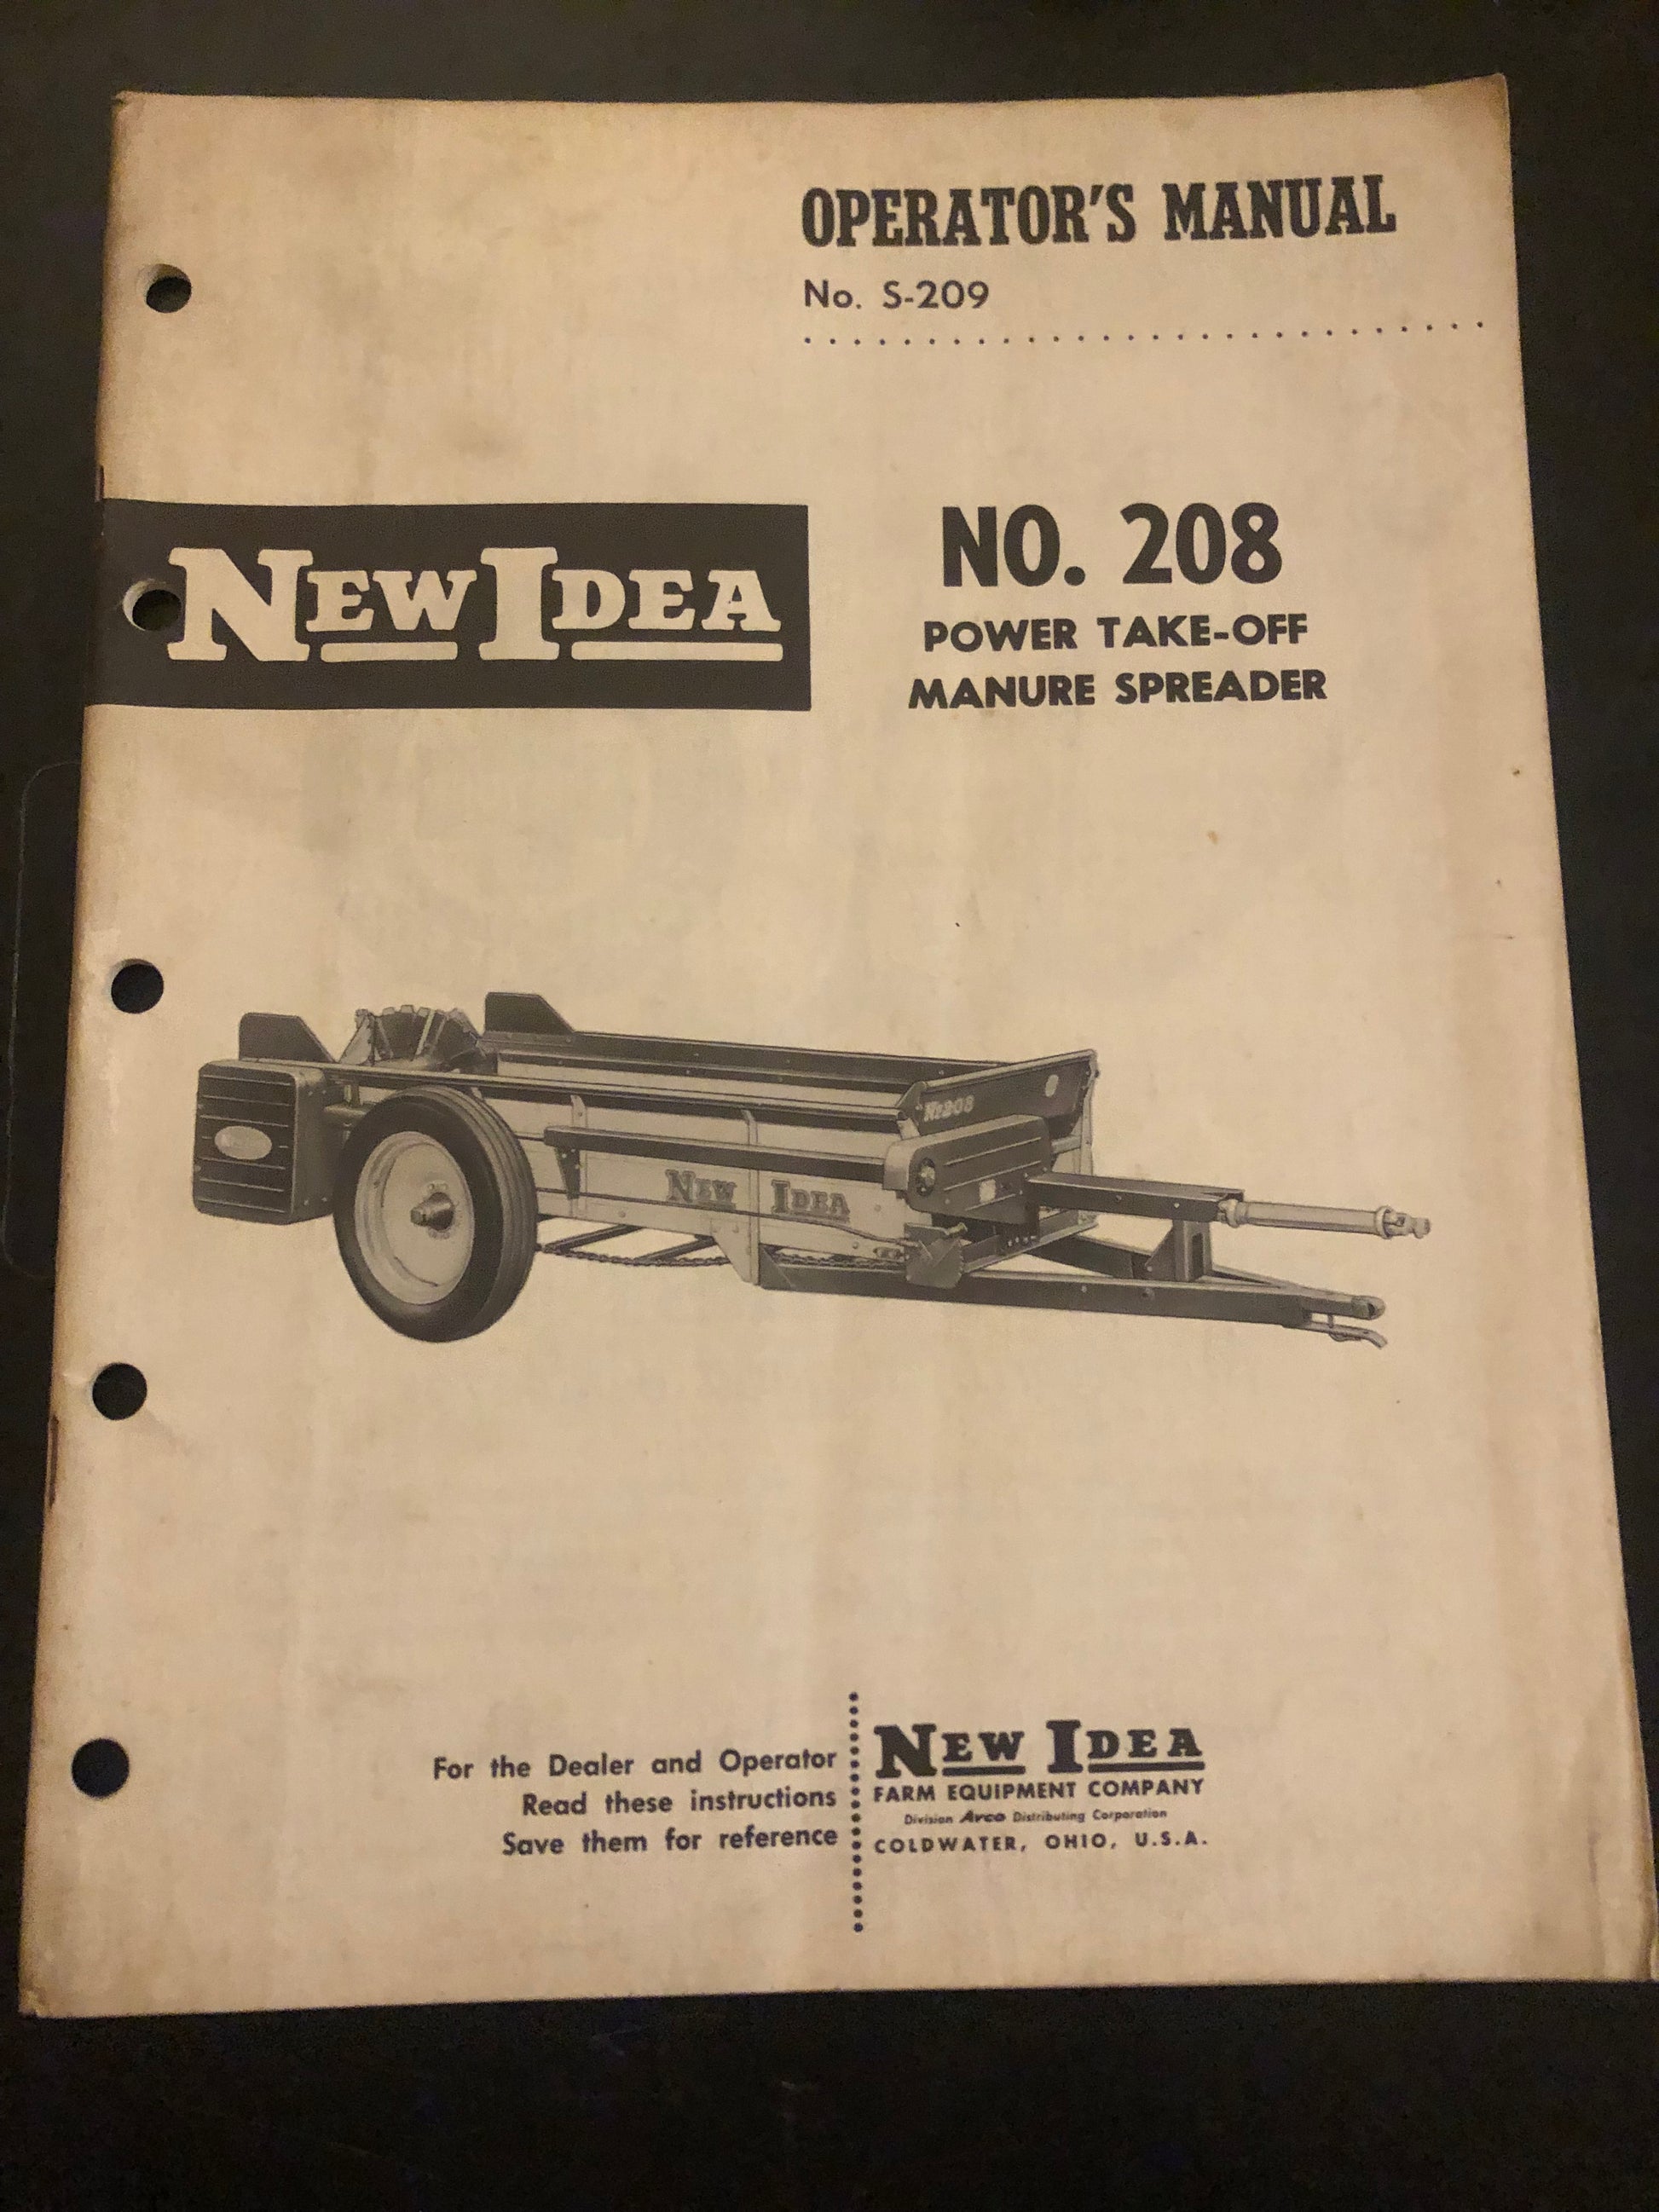 OPERATOR'S MANUAL
No. S-209
NEW IDEA
NO. 208
POWER TAKE-OFF
MANURE SPREADER
No208
NEW IDEA
For the Dealer and Operator
Read these instructions
Save them for reference
NEW IDEA
FARM EQUIPMENT COMPANY
Division Avco Distributing Corporation
COLDWATER, OHIO, U.S.A.